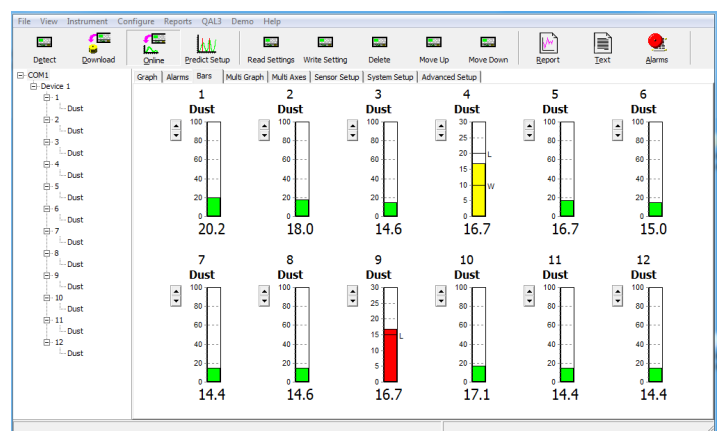 File View Instrument Configure Reports QAL3 Demo Help
Detect Download Online Predict Setup Read Settings Write Setting Delete Move Up Move Down Report Text Alarms
COM1
Device 1
1
Dust
2
Dust
3
Dust
4
Dust
5
Dust
6
Dust
7
Dust
8
Dust
9
Dust
10
Dust
11
Dust
12
Dust
Graph Alarms Bars Multi Graph Multi Axes Sensor Setup System Setup Advanced Setup
1 2 3 4 5 6
Dust Dust Dust Dust Dust Dust
100 100 100 30 100 100
25
80 80 80 80 80
20 L
60 60 60 60 60
15
40 40 40 40 40
10 W
20 20 20 20 20
5
0 0 0 0 0 0
20.2 18.0 14.6 16.7 16.7 15.0
7 8 9 10 11 12
Dust Dust Dust Dust Dust Dust
100 100 30 100 100 100
25
80 80 80 80 80
20
60 60 60 60 60
15 L
40 40 40 40 40
10
20 20 20 20 20
5
0 0 0 0 0 0
14.4 14.6 16.7 17.1 14.4 14.4